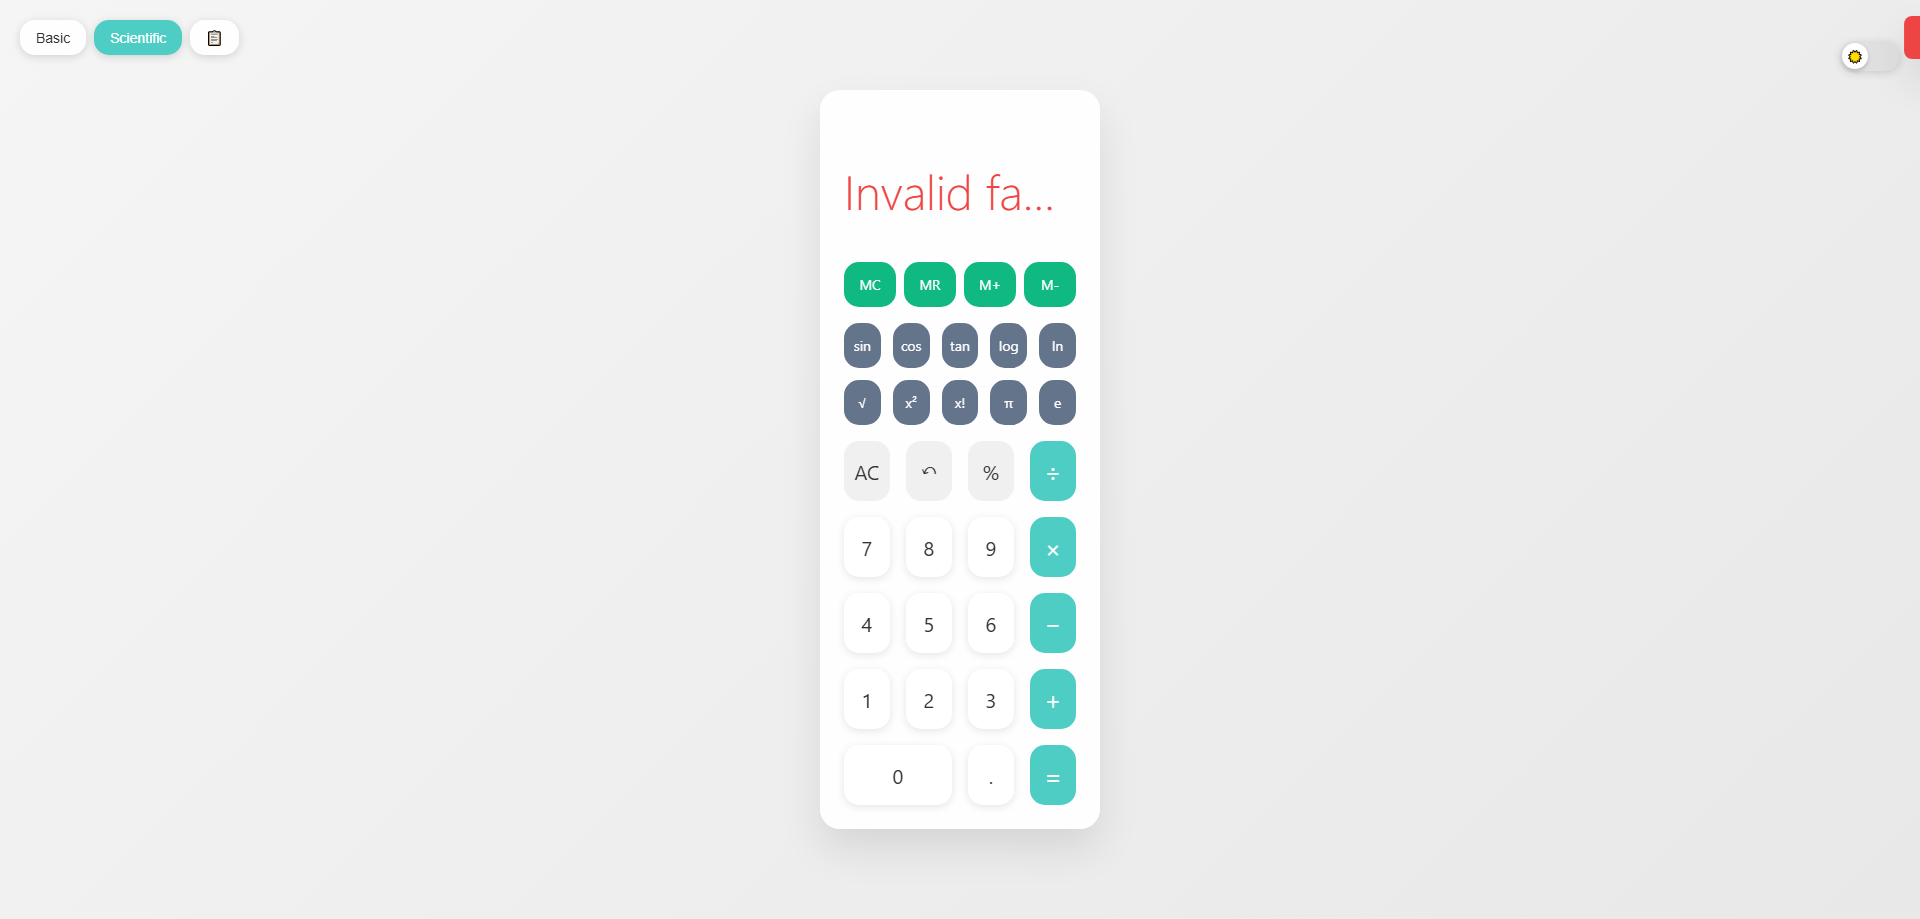 Basic Scientific
Invalid fa...
MC MR M+ M-
sin cos tan log ln
√ x² x! π e
AC ↶ % ÷
7 8 9 ×
4 5 6 −
1 2 3 +
0 . =